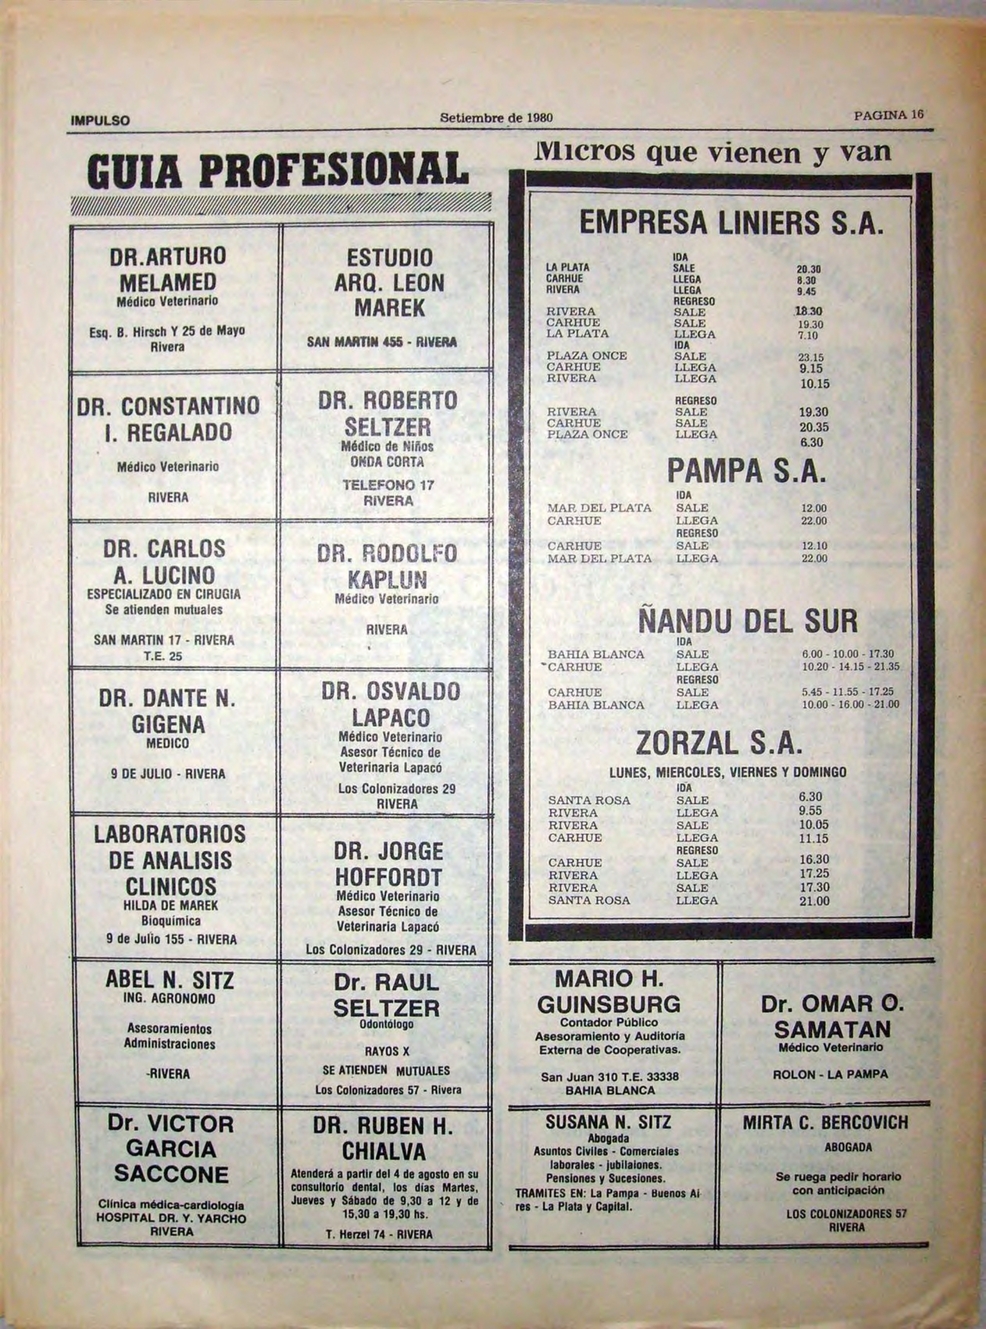 IMPULSO
Setiembre de 1980
PAGINA 16
GUIA PROFESIONAL
DR.ARTURO
MELAMED
Médico Veterinario
Esq. B. Hirsch Y 25 de Mayo
Rivera
ESTUDIO
ARQ. LEON
MAREK
SAN MARTIN 455 - RIVERA
DR. CONSTANTINO
I. REGALADO
Médico Veterinario
RIVERA
DR. ROBERTO
SELTZER
Médico de Niños
ONDA CORTA
TELEFONO 17
RIVERA
DR. CARLOS
A. LUCINO
ESPECIALIZADO EN CIRUGIA
Se atienden mutuales
SAN MARTIN 17 - RIVERA
T.E. 25
DR. RODOLFO
KAPLUN
Médico Veterinario
RIVERA
DR. DANTE N.
GIGENA
MEDICO
9 DE JULIO - RIVERA
DR. OSVALDO
LAPACO
Médico Veterinario
Asesor Técnico de
Veterinaria Lapacó
Los Colonizadores 29
RIVERA
LABORATORIOS
DE ANALISIS
CLINICOS
HILDA DE MAREK
Bioquímica
9 de Julio 155 - RIVERA
DR. JORGE
HOFFORDT
Médico Veterinario
Asesor Técnico de
Veterinaria Lapacó
Los Colonizadores 29 - RIVERA
ABEL N. SITZ
ING. AGRONOMO
Asesoramientos
Administraciones
-RIVERA
Dr. RAUL
SELTZER
Odontólogo
RAYOS X
SE ATIENDEN MUTUALES
Los Colonizadores 57 - Rivera
Dr. VICTOR
GARCIA
SACCONE
Clínica médica-cardiología
HOSPITAL DR. Y. YARCHO
RIVERA
DR. RUBEN H.
CHIALVA
Atenderá a partir del 4 de agosto en su
consultorio dental, los días Martes,
Jueves y Sábado de 9,30 a 12 y de
15,30 a 19,30 hs.
T. Herzel 74 - RIVERA
Micros que vienen y van
EMPRESA LINIERS S.A.
IDA
LA PLATA SALE 20.30
CARHUE LLEGA 8.30
RIVERA LLEGA 9.45
REGRESO
RIVERA SALE 18.30
CARHUE SALE 19.30
LA PLATA LLEGA 7.10
IDA
PLAZA ONCE SALE 23.15
CARHUE LLEGA 9.15
RIVERA LLEGA 10.15
REGRESO
RIVERA SALE 19.30
CARHUE SALE 20.35
PLAZA ONCE LLEGA 6.30
PAMPA S.A.
IDA
MAR DEL PLATA SALE 12.00
CARHUE LLEGA 22.00
REGRESO
CARHUE SALE 12.10
MAR DEL PLATA LLEGA 22.00
ÑANDU DEL SUR
IDA
BAHIA BLANCA SALE 6.00 - 10.00 - 17.30
CARHUE LLEGA 10.20 - 14.15 - 21.35
REGRESO
CARHUE SALE 5.45 - 11.55 - 17.25
BAHIA BLANCA LLEGA 10.00 - 16.00 - 21.00
ZORZAL S.A.
LUNES, MIERCOLES, VIERNES Y DOMINGO
IDA
SANTA ROSA SALE 6.30
RIVERA LLEGA 9.55
RIVERA SALE 10.05
CARHUE LLEGA 11.15
REGRESO
CARHUE SALE 16.30
RIVERA LLEGA 17.25
RIVERA SALE 17.30
SANTA ROSA LLEGA 21.00
MARIO H.
GUINSBURG
Contador Público
Asesoramiento y Auditoría
Externa de Cooperativas.
San Juan 310 T.E. 33338
BAHIA BLANCA
Dr. OMAR O.
SAMATAN
Médico Veterinario
ROLON - LA PAMPA
SUSANA N. SITZ
Abogada
Asuntos Civiles - Comerciales
laborales - jubilaiones.
Pensiones y Sucesiones.
TRAMITES EN: La Pampa - Buenos Ai
res - La Plata y Capital.
MIRTA C. BERCOVICH
ABOGADA
Se ruega pedir horario
con anticipación
LOS COLONIZADORES 57
RIVERA